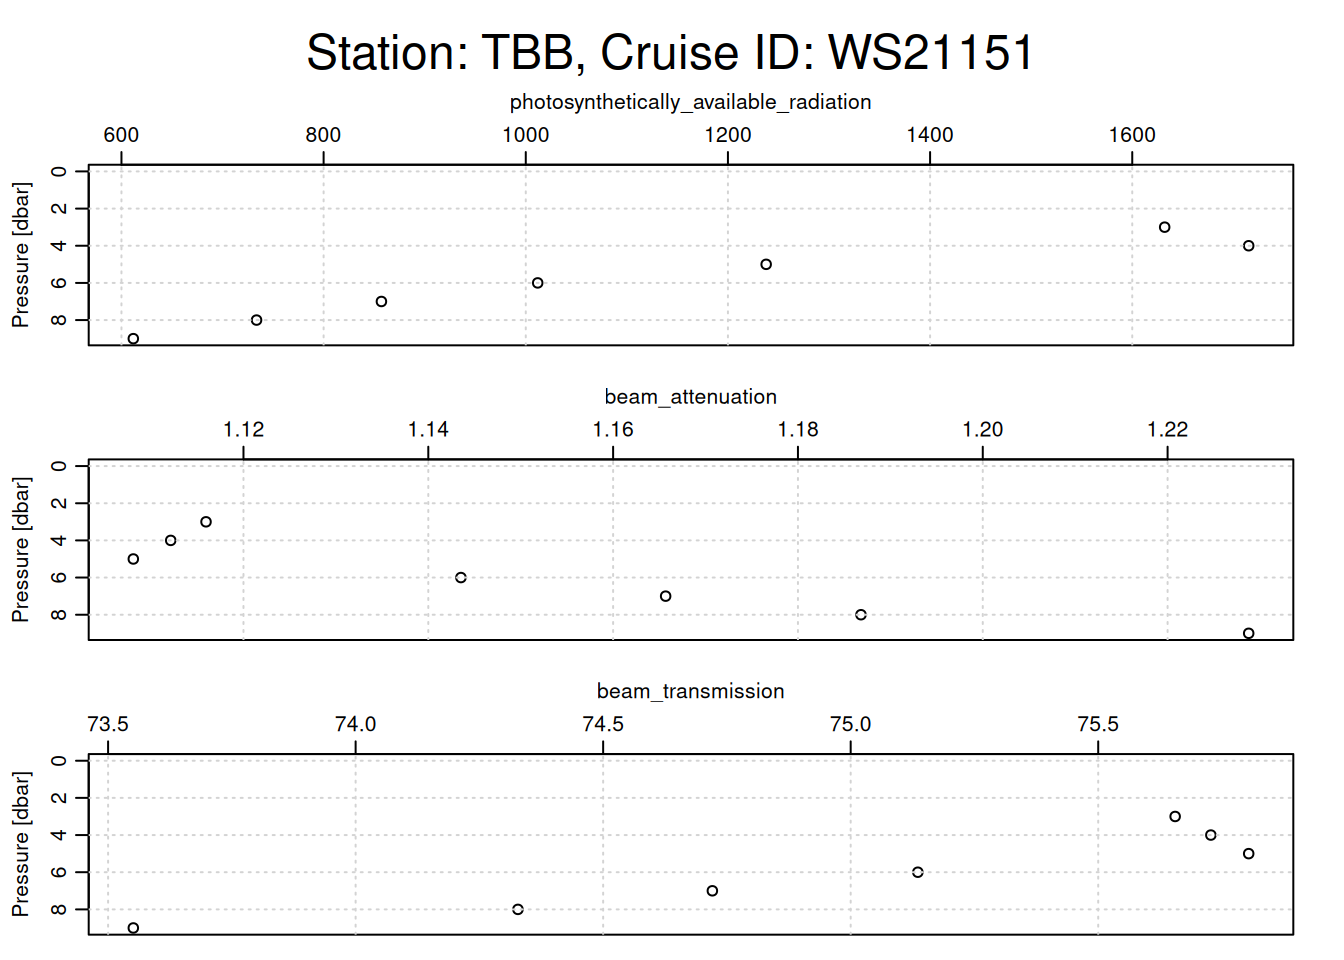 Station: TBB, Cruise ID: WS21151
photosynthetically_available_radiation
600 800 1000 1200 1400 1600
Pressure [dbar]
0
2
4
6
8
beam_attenuation
1.12 1.14 1.16 1.18 1.20 1.22
Pressure [dbar]
0
2
4
6
8
beam_transmission
73.5 74.0 74.5 75.0 75.5
Pressure [dbar]
0
2
4
6
8